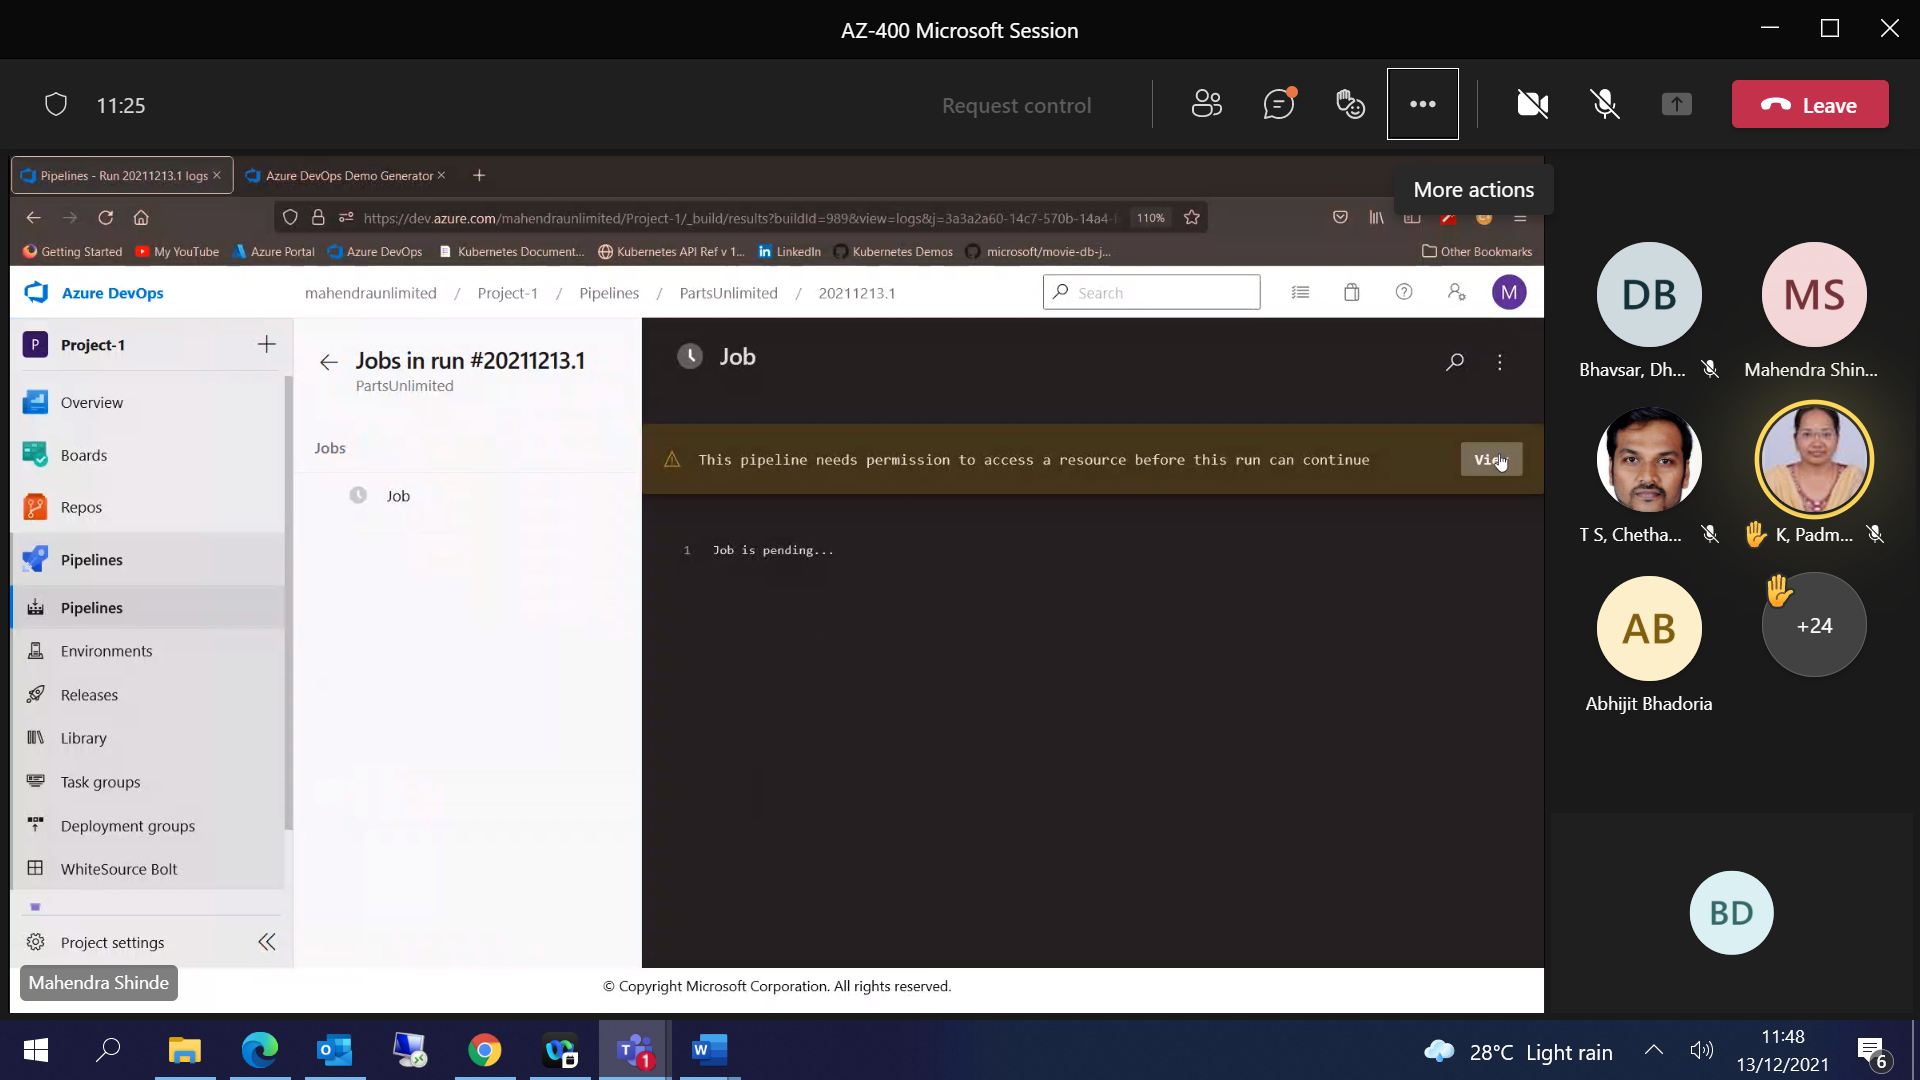 AZ-400 Microsoft Session
11:25
Request control
Leave
More actions
Pipelines - Run 20211213.1 logs
Azure DevOps Demo Generator
https://dev.azure.com/mahendraunlimited/Project-1/_build/results?buildId=989&view=logs&j=3a3a2a60-14c7-570b-14a4-
110%
Getting Started
My YouTube
Azure Portal
Azure DevOps
Kubernetes Document...
Kubernetes API Ref v 1...
LinkedIn
Kubernetes Demos
microsoft/movie-db-j...
Other Bookmarks
Azure DevOps
mahendraunlimited / Project-1 / Pipelines / PartsUnlimited / 20211213.1
Search
M
P
Project-1
Overview
Boards
Repos
Pipelines
Pipelines
Environments
Releases
Library
Task groups
Deployment groups
WhiteSource Bolt
Project settings
Jobs in run #20211213.1
PartsUnlimited
Jobs
Job
Job
This pipeline needs permission to access a resource before this run can continue
1 Job is pending...
Mahendra Shinde
© Copyright Microsoft Corporation. All rights reserved.
DB
Bhavsar, Dh...
MS
Mahendra Shin...
T S, Chetha...
K, Padm...
AB
Abhijit Bhadoria
+24
BD
28°C Light rain
11:48
13/12/2021
6
1